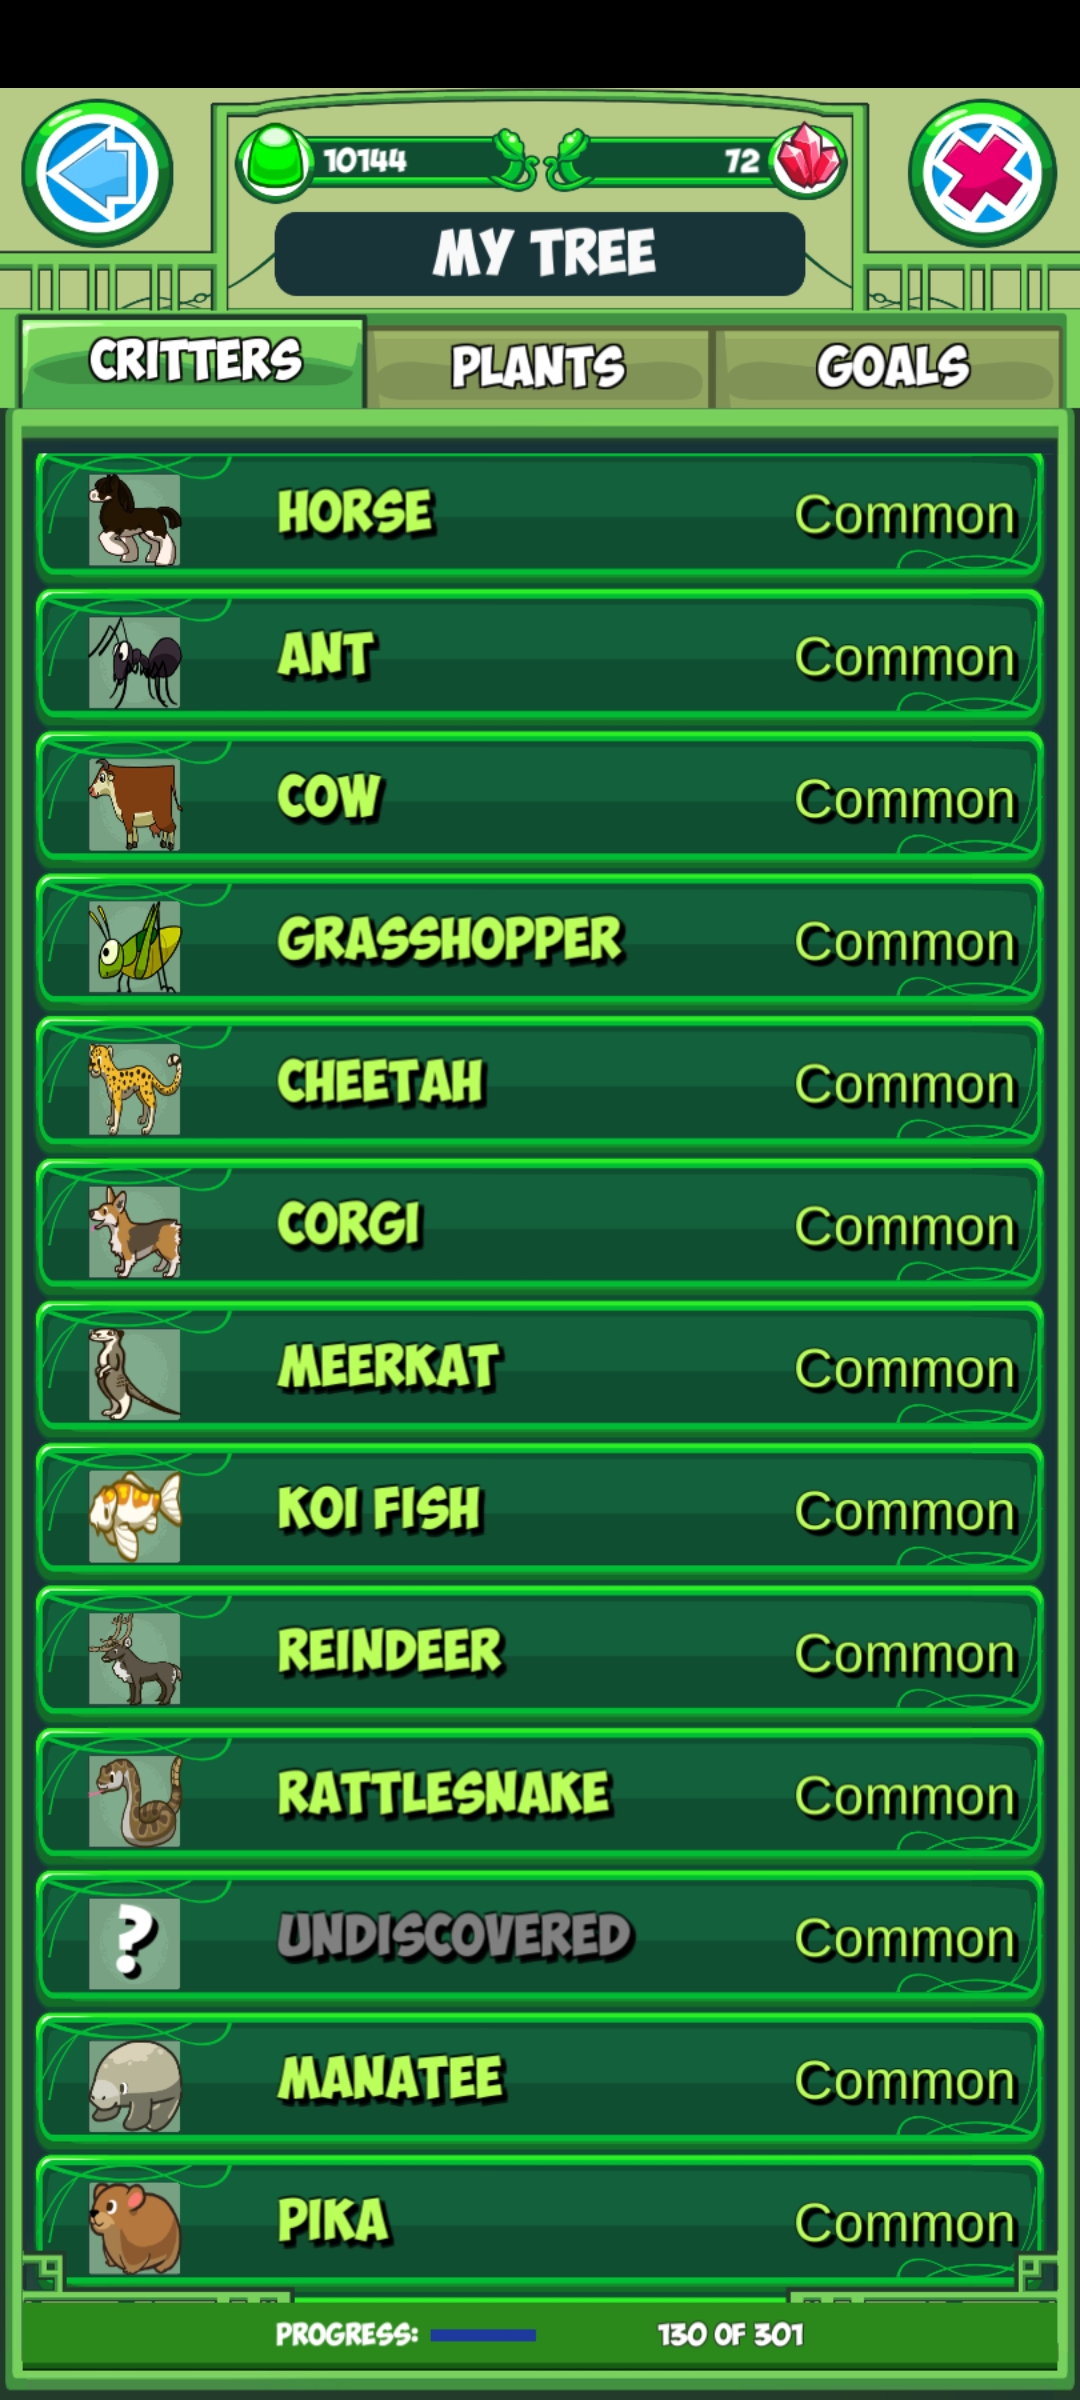 10144
72
MY TREE
CRITTERS PLANTS GOALS
HORSE Common
ANT Common
COW Common
GRASSHOPPER Common
CHEETAH Common
CORGI Common
MEERKAT Common
KOI FISH Common
REINDEER Common
RATTLESNAKE Common
? UNDISCOVERED Common
MANATEE Common
PIKA Common
PROGRESS: 130 OF 301